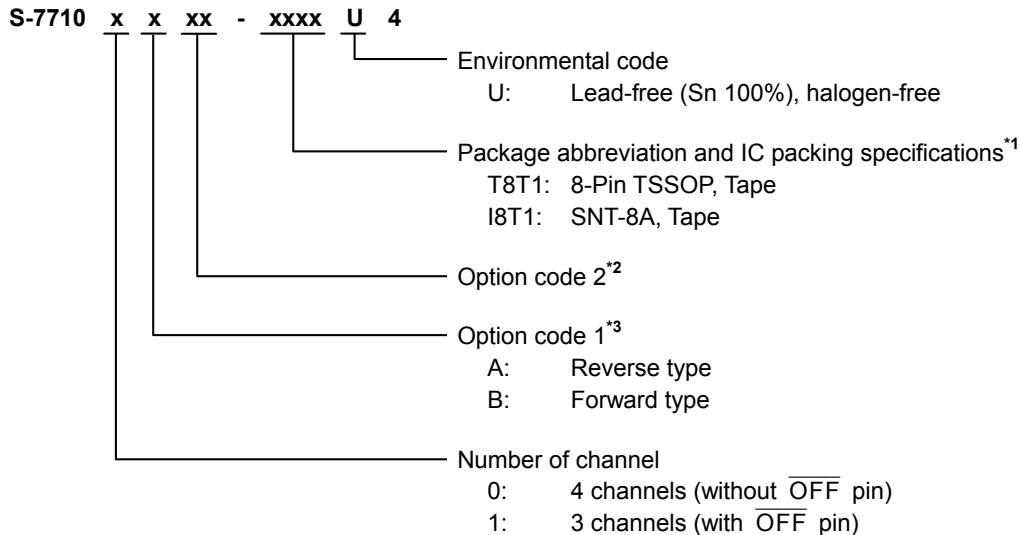 S-7710 x x xx - xxxx U 4
Environmental code
U: Lead-free (Sn 100%), halogen-free
Package abbreviation and IC packing specifications*1
T8T1: 8-Pin TSSOP, Tape
I8T1: SNT-8A, Tape
Option code 2*2
Option code 1*3
A: Reverse type
B: Forward type
Number of channel
0: 4 channels (without O̅F̅F̅ pin)
1: 3 channels (with O̅F̅F̅ pin)